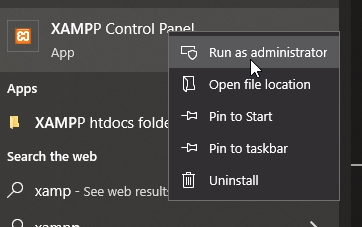 XAMPP Control Panel
App
Run as administrator
Open file location
Pin to Start
Pin to taskbar
Uninstall
Apps
XAMPP htdocs folde
Search the web
xamp - See web results